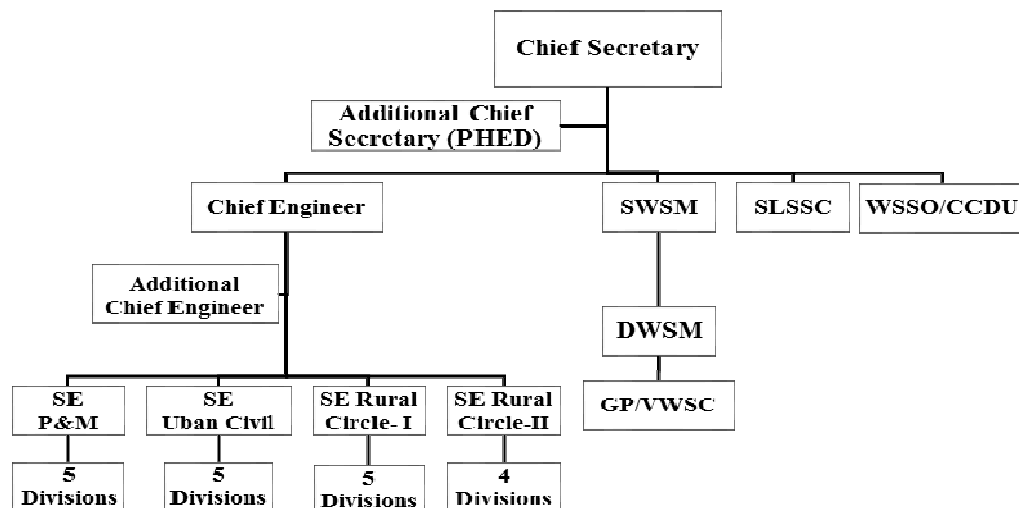 Chief Secretary
Additional Chief
Secretary (PHED)
Chief Engineer
SWSM
SLSSC
WSSO/CCDU
Additional
Chief Engineer
DWSM
GP/VWSC
SE
P&M
SE
Uban Civil
SE Rural
Circle- I
SE Rural
Circle-II
5
Divisions
5
Divisions
5
Divisions
4
Divisions